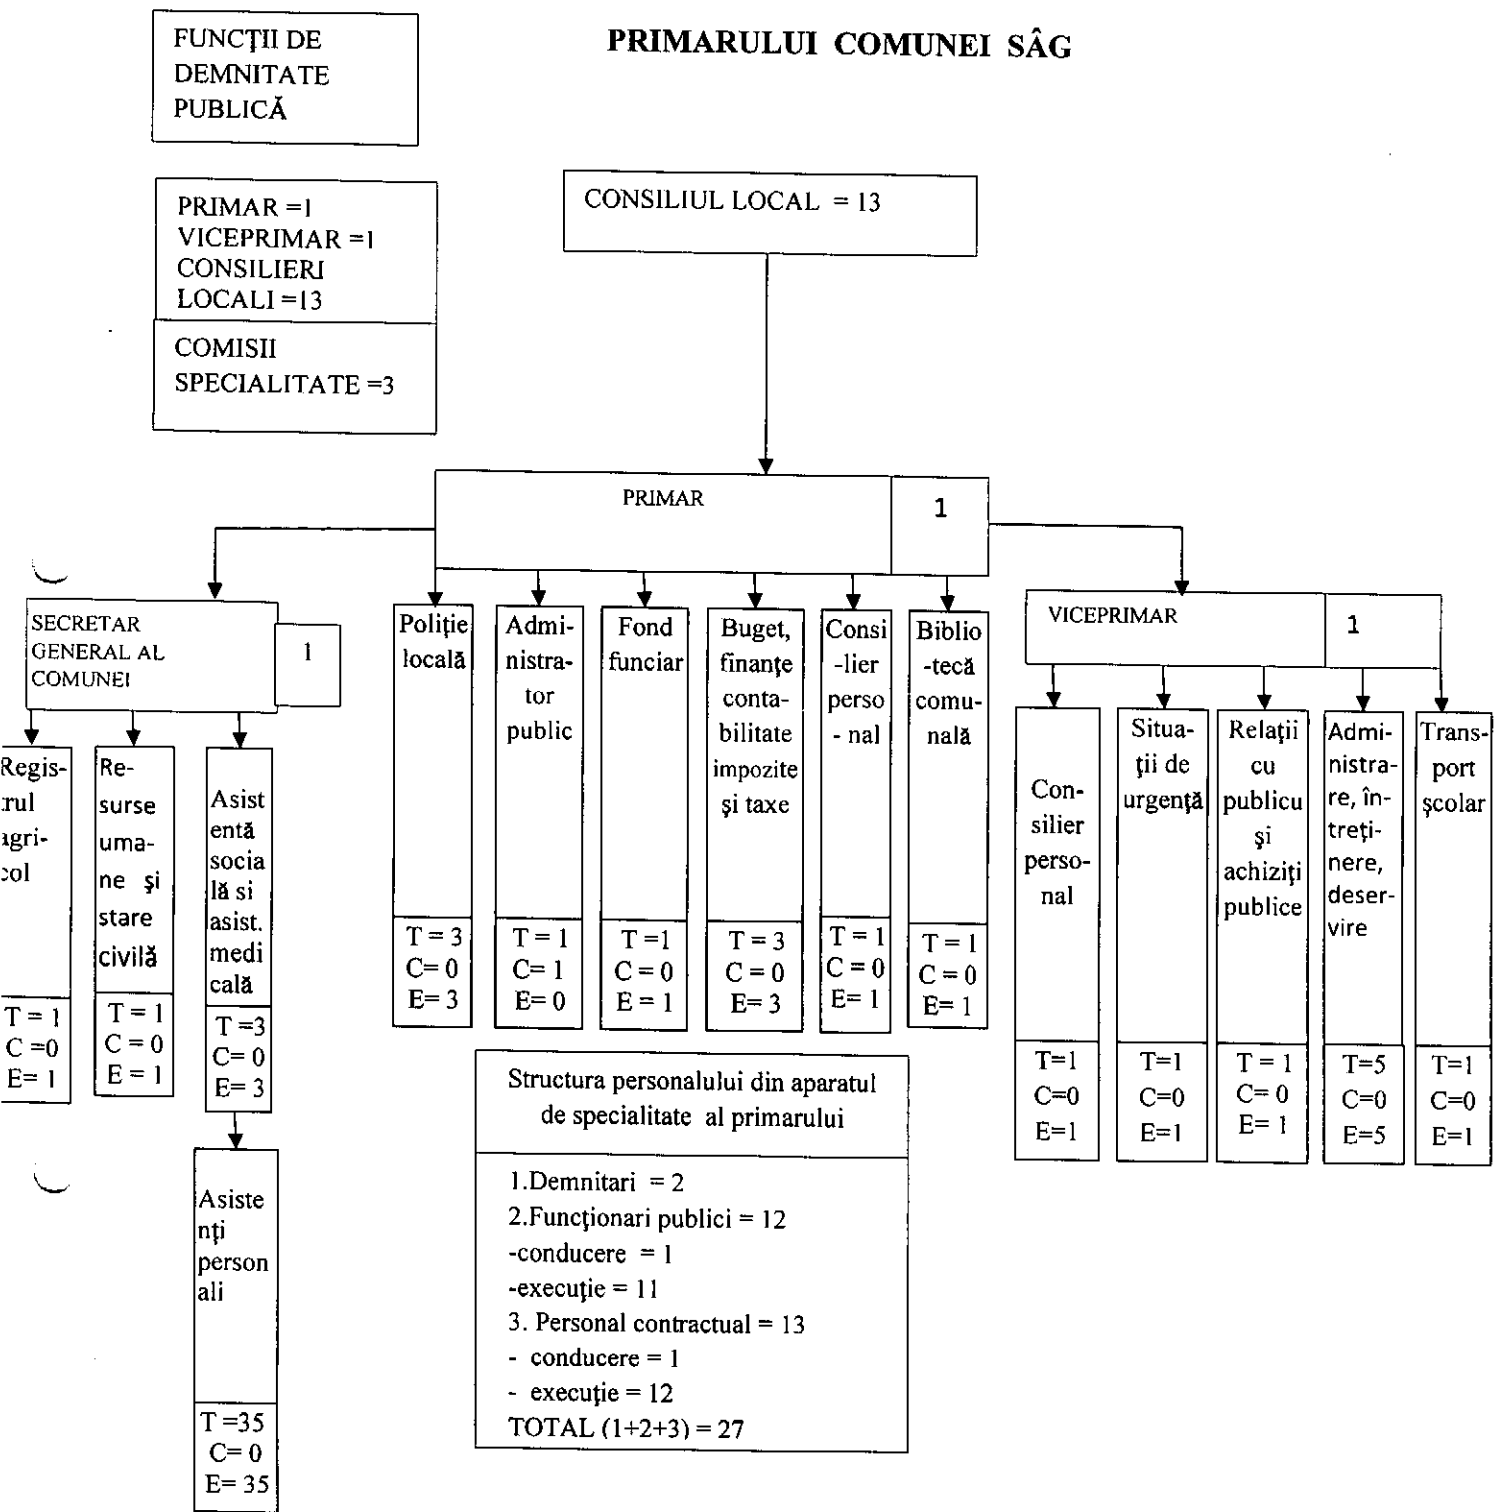 FUNCŢII DE
DEMNITATE
PUBLICĂ
PRIMARULUI COMUNEI SÂG
PRIMAR =1
VICEPRIMAR =1
CONSILIERI
LOCALI =13
COMISII
SPECIALITATE =3
CONSILIUL LOCAL = 13
PRIMAR
1
SECRETAR
GENERAL AL
COMUNEI
1
Poliţie
locală
T = 3
C= 0
E= 3
Admi-
nistra-
tor
public
T = 1
C= 1
E= 0
Fond
funciar
T =1
C = 0
E = 1
Buget,
finanţe
conta-
bilitate
impozite
şi taxe
T = 3
C = 0
E= 3
Consi
-lier
perso
- nal
T = 1
C = 0
E= 1
Biblio
-tecă
comu-
nală
T = 1
C = 0
E= 1
VICEPRIMAR
1
Regis-
rul
agri-
col
T = 1
C =0
E= 1
Re-
surse
uma-
ne şi
stare
civilă
T = 1
C = 0
E = 1
Asist
entă
socia
lă si
asist.
medi
cală
T =3
C= 0
E= 3
Asiste
nţi
person
ali
T =35
C= 0
E= 35
Con-
silier
perso-
nal
T=1
C=0
E=1
Situa-
ţii de
urgenţă
T=1
C=0
E=1
Relaţii
cu
publicu
şi
achiziţi
publice
T = 1
C= 0
E= 1
Admi-
nistra-
re, în-
treţi-
nere,
deser-
vire
T=5
C=0
E=5
Trans-
port
şcolar
T=1
C=0
E=1
Structura personalului din aparatul
de specialitate al primarului
1.Demnitari = 2
2.Funcţionari publici = 12
-conducere = 1
-execuţie = 11
3. Personal contractual = 13
- conducere = 1
- execuţie = 12
TOTAL (1+2+3) = 27